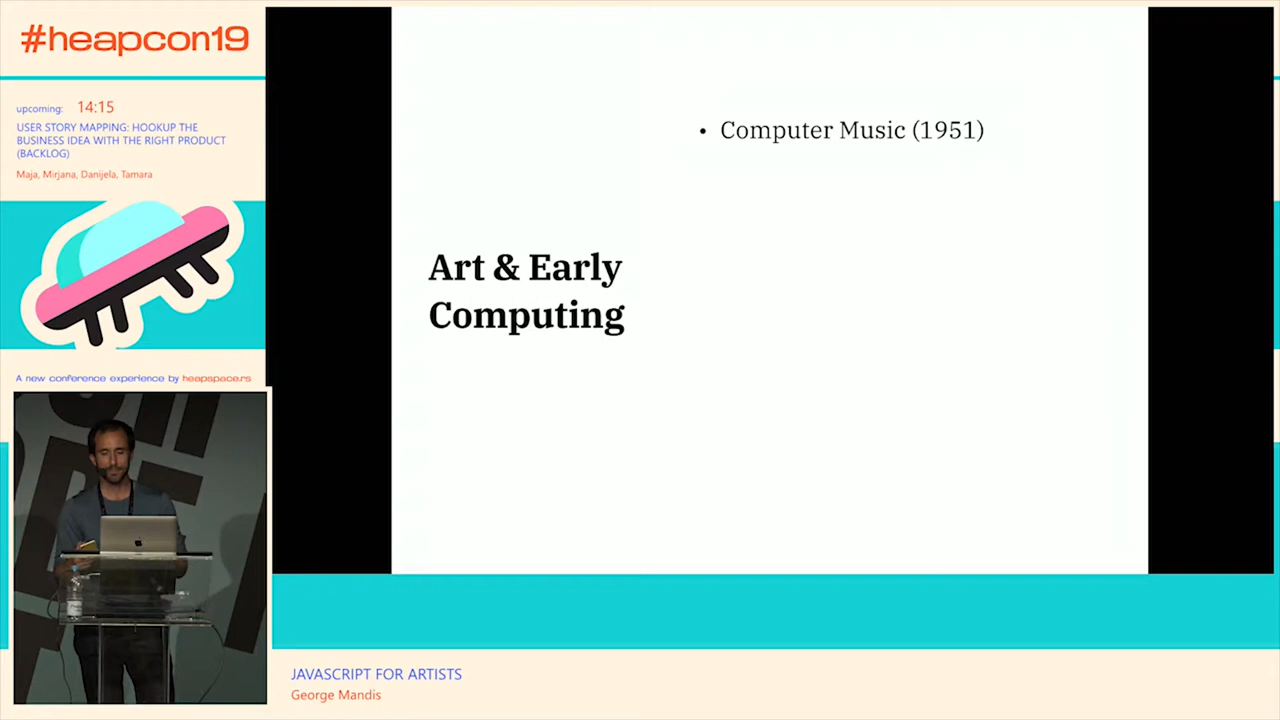 #heapcon19
upcoming: 14:15
USER STORY MAPPING: HOOKUP THE
BUSINESS IDEA WITH THE RIGHT PRODUCT
(BACKLOG)
Maja, Mirjana, Danijela, Tamara
A new conference experience by heapspace.rs
• Computer Music (1951)
Art & Early
Computing
JAVASCRIPT FOR ARTISTS
George Mandis